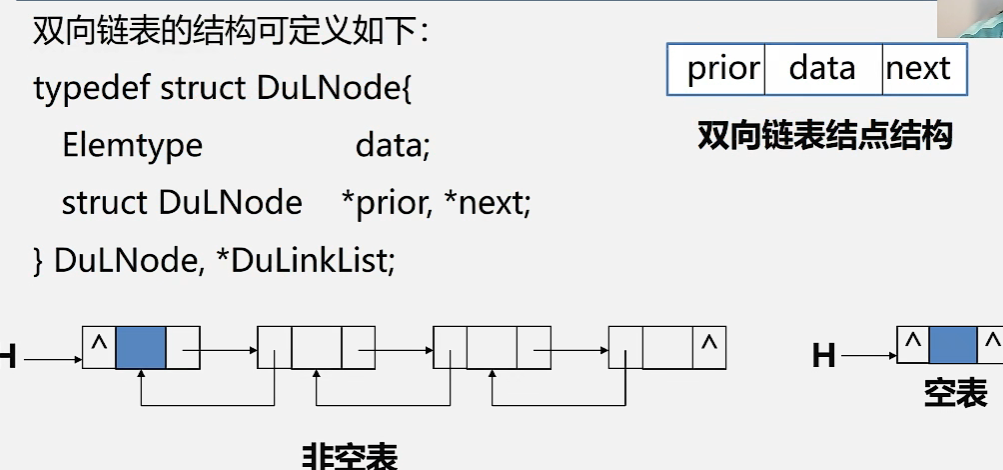 双向链表的结构可定义如下：
typedef struct DuLNode{
Elemtype data;
struct DuLNode *prior, *next;
} DuLNode, *DuLinkList;
prior data next
双向链表结点结构
H ^ ^
非空表
H ^ ^
空表